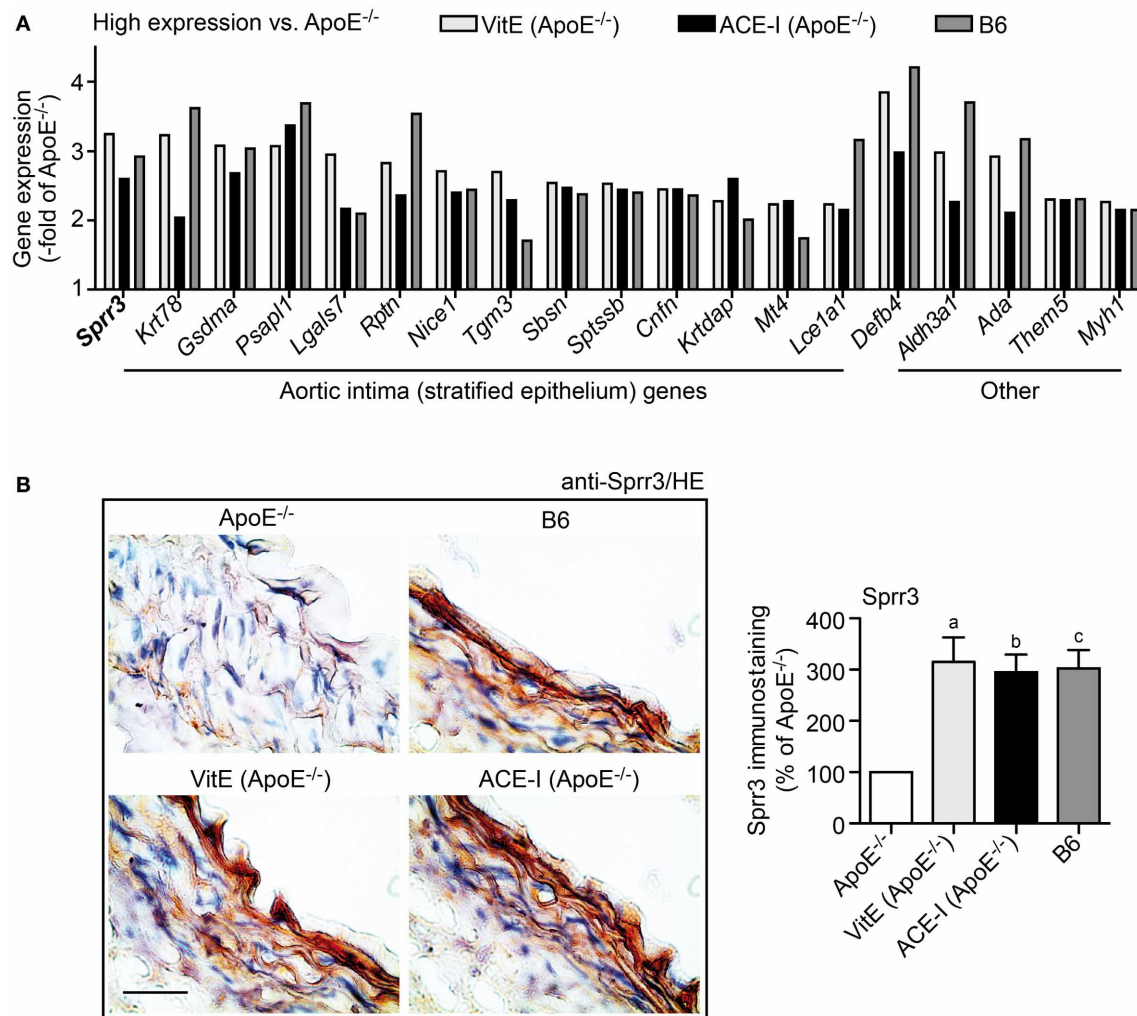 A
High expression vs. ApoE-/-
VitE (ApoE-/-)
ACE-I (ApoE-/-)
B6
Gene expression
(-fold of ApoE-/-)
4
3
2
1
Sprr3
Krt78
Gsdma
Psapl1
Lgals7
Rptn
Nice1
Tgm3
Sbsn
Sptssb
Cnfn
Krtdap
Mt4
Lce1a1
Defb4
Aldh3a1
Ada
Them5
Myh1
Aortic intima (stratified epithelium) genes
Other
B
anti-Sprr3/HE
ApoE-/-
B6
VitE (ApoE-/-)
ACE-I (ApoE-/-)
Sprr3
Sprr3 immunostaining
(% of ApoE-/-)
400
300
200
100
0
a
b
c
ApoE-/-
VitE (ApoE-/-)
ACE-I (ApoE-/-)
B6